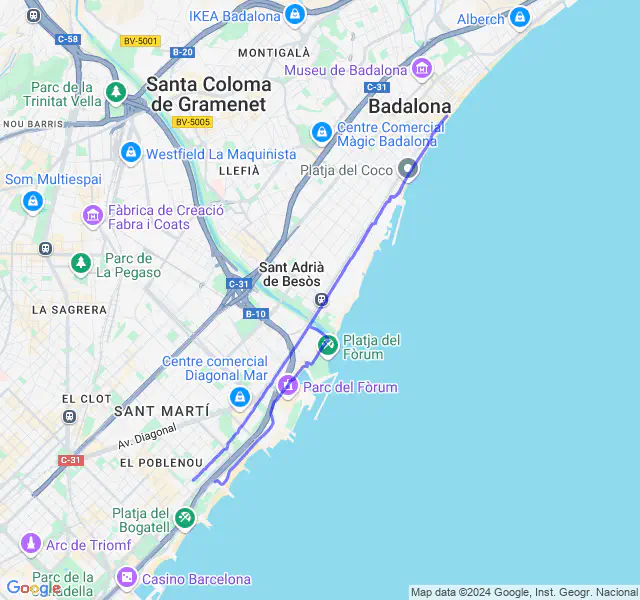 IKEA Badalona
Alberch
C-58
BV-5001
B-20
MONTIGALÀ
Museu de Badalona
Parc de la
Trinitat Vella
Santa Coloma
de Gramenet
C-31
Badalona
NOU BARRIS
BV-5005
Centre Comercial
Màgic Badalona
Westfield La Maquinista
LLEFIÀ
Platja del Coco
Som Multiespai
Fàbrica de Creació
Fabra i Coats
Parc de
La Pegaso
Sant Adrià
de Besòs
C-31
LA SAGRERA
B-10
Platja del
Fòrum
Centre comercial
Diagonal Mar
Parc del Fòrum
EL CLOT
SANT MARTÍ
Av. Diagonal
C-31
EL POBLENOU
Platja del
Bogatell
Arc de Triomf
Parc de la
Casino Barcelona
Google
Map data ©2024 Google, Inst. Geogr. Nacional